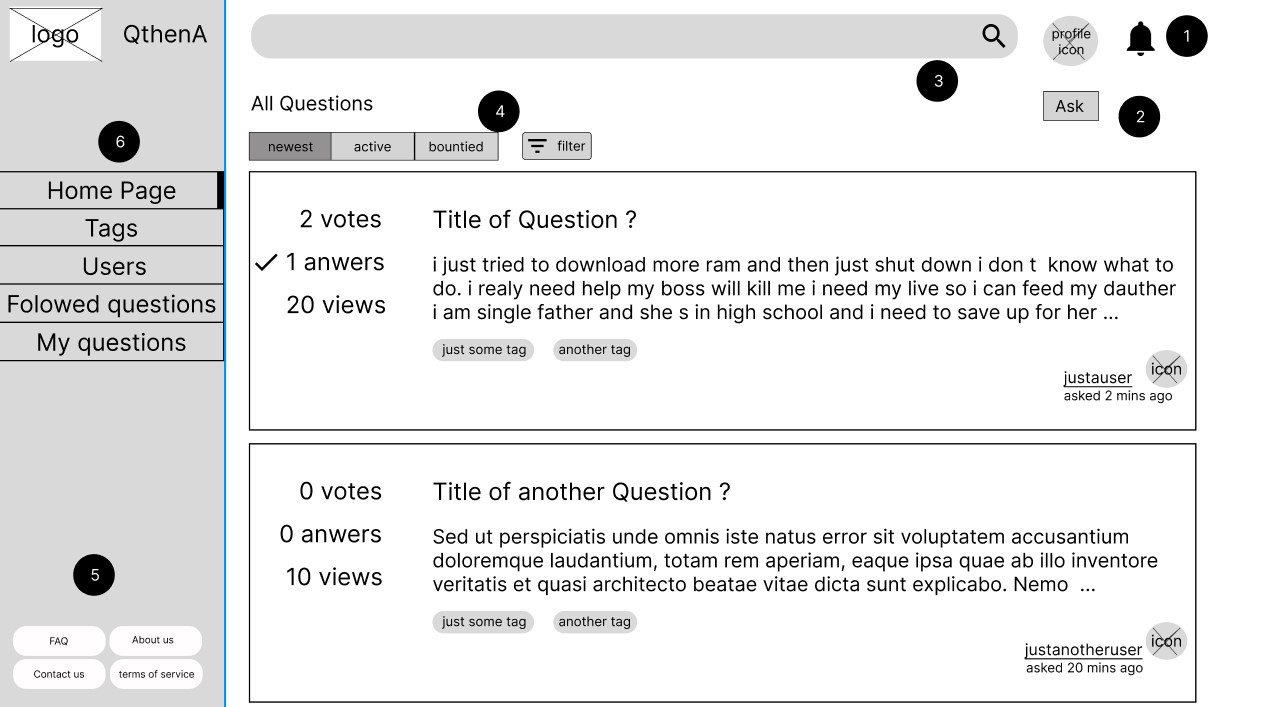 logo
QthenA
6
Home Page
Tags
Users
Folowed questions
My questions
5
FAQ
About us
Contact us
terms of service
profile
icon
1
3
Ask
2
All Questions
4
newest active bountied filter
2 votes
1 anwers
20 views
Title of Question ?
i just tried to download more ram and then just shut down i don t know what to
do. i realy need help my boss will kill me i need my live so i can feed my dauther
i am single father and she s in high school and i need to save up for her ...
just some tag another tag
justauser
asked 2 mins ago
icon
0 votes
0 anwers
10 views
Title of another Question ?
Sed ut perspiciatis unde omnis iste natus error sit voluptatem accusantium
doloremque laudantium, totam rem aperiam, eaque ipsa quae ab illo inventore
veritatis et quasi architecto beatae vitae dicta sunt explicabo. Nemo ...
just some tag another tag
justanotheruser
asked 20 mins ago
icon